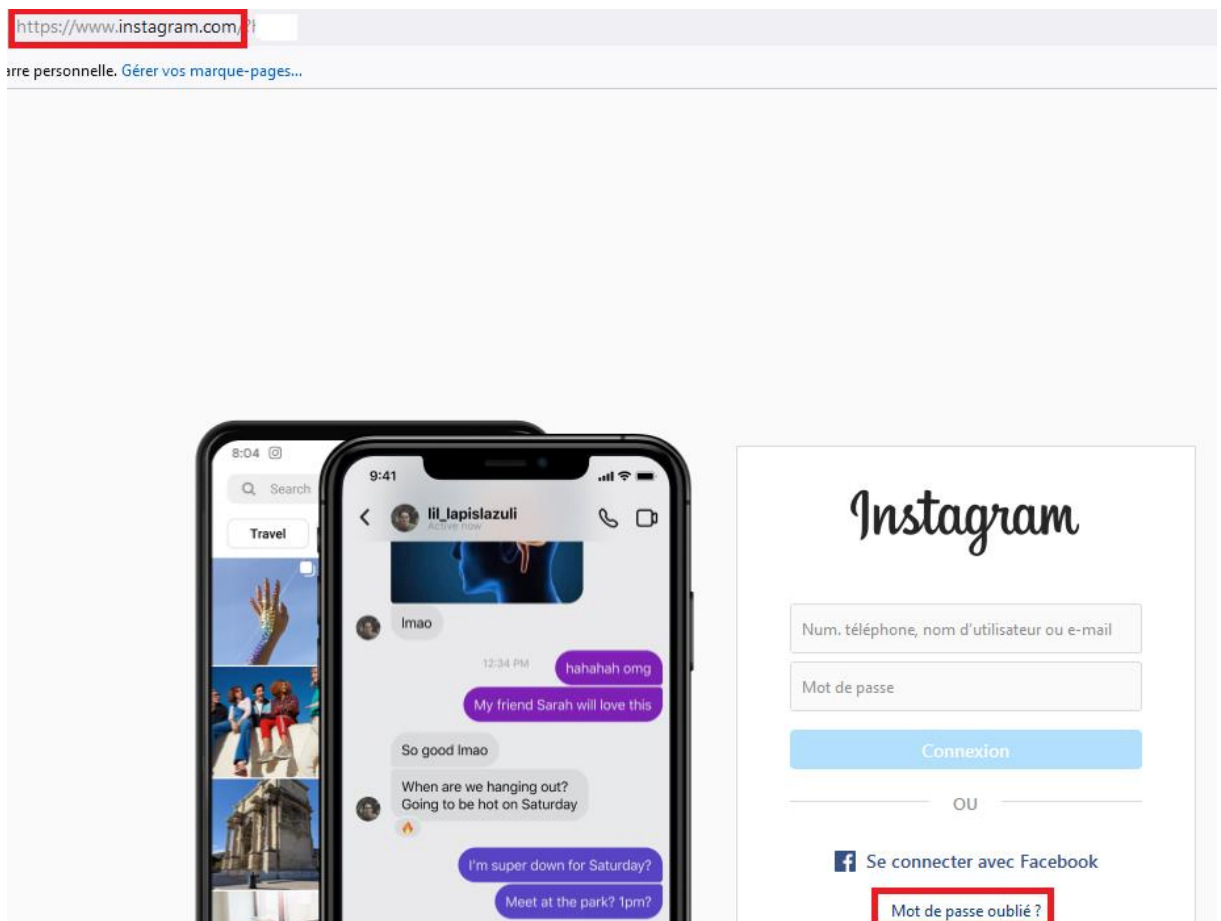 https://www.instagram.com/?
arre personnelle. Gérer vos marque-pages...
8:04
Search
Travel
9:41
lil_lapislazuli
Active now
lmao
12:34 PM
hahahah omg
My friend Sarah will love this
So good lmao
When are we hanging out?
Going to be hot on Saturday
I'm super down for Saturday?
Meet at the park? 1pm?
Instagram
Num. téléphone, nom d'utilisateur ou e-mail
Mot de passe
Connexion
OU
Se connecter avec Facebook
Mot de passe oublié ?